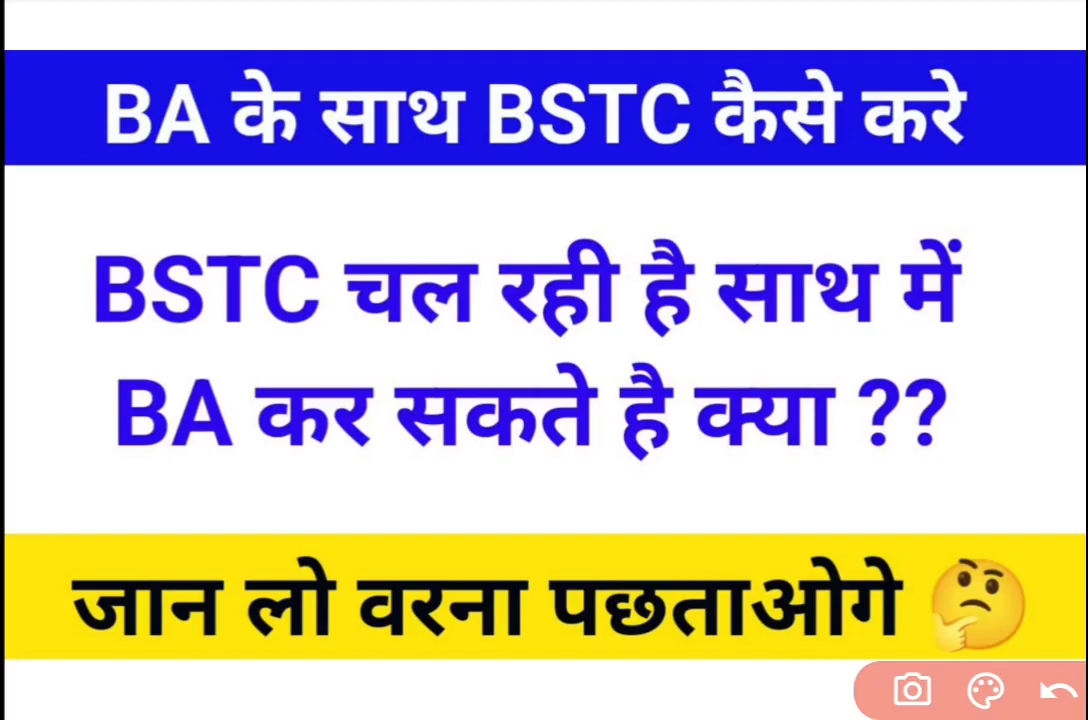 BA के साथ BSTC कैसे करे
BSTC चल रही है साथ में
BA कर सकते है क्या ??
जान लो वरना पछताओगे 🤔